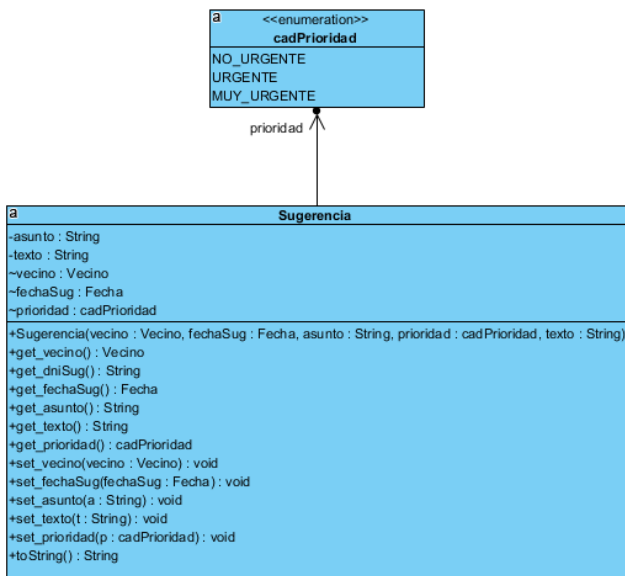 a
<<enumeration>>
cadPrioridad
NO_URGENTE
URGENTE
MUY_URGENTE
prioridad
a
Sugerencia
-asunto : String
-texto : String
~vecino : Vecino
~fechaSug : Fecha
~prioridad : cadPrioridad
+Sugerencia(vecino : Vecino, fechaSug : Fecha, asunto : String, prioridad : cadPrioridad, texto : String)
+get_vecino() : Vecino
+get_dniSug() : String
+get_fechaSug() : Fecha
+get_asunto() : String
+get_texto() : String
+get_prioridad() : cadPrioridad
+set_vecino(vecino : Vecino) : void
+set_fechaSug(fechaSug : Fecha) : void
+set_asunto(a : String) : void
+set_texto(t : String) : void
+set_prioridad(p : cadPrioridad) : void
+toString() : String